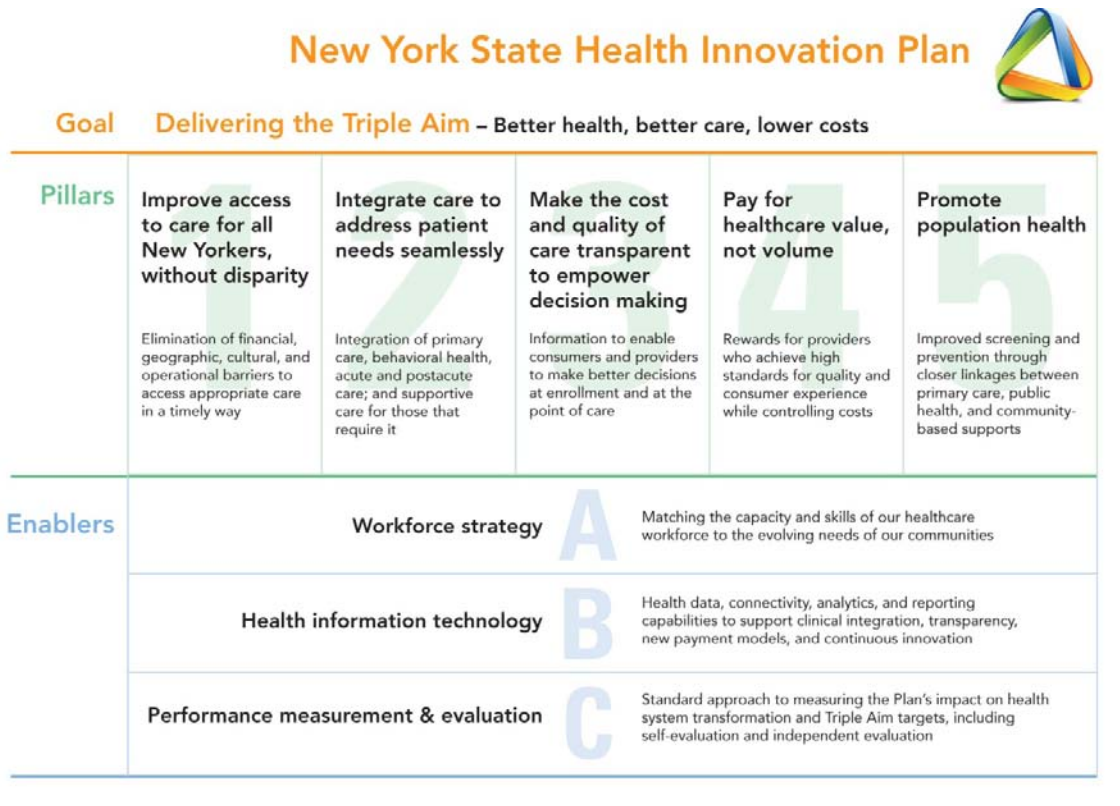 New York State Health Innovation Plan
Goal Delivering the Triple Aim – Better health, better care, lower costs
Pillars
1
Improve access
to care for all
New Yorkers,
without disparity
Elimination of financial,
geographic, cultural, and
operational barriers to
access appropriate care
in a timely way
2
Integrate care to
address patient
needs seamlessly
Integration of primary
care, behavioral health,
acute and postacute
care; and supportive
care for those that
require it
3
Make the cost
and quality of
care transparent
to empower
decision making
Information to enable
consumers and providers
to make better decisions
at enrollment and at the
point of care
4
Pay for
healthcare value,
not volume
Rewards for providers
who achieve high
standards for quality and
consumer experience
while controlling costs
5
Promote
population health
Improved screening and
prevention through
closer linkages between
primary care, public
health, and community-
based supports
Enablers
Workforce strategy
A
Matching the capacity and skills of our healthcare
workforce to the evolving needs of our communities
Health information technology
B
Health data, connectivity, analytics, and reporting
capabilities to support clinical integration, transparency,
new payment models, and continuous innovation
Performance measurement & evaluation
C
Standard approach to measuring the Plan's impact on health
system transformation and Triple Aim targets, including
self-evaluation and independent evaluation